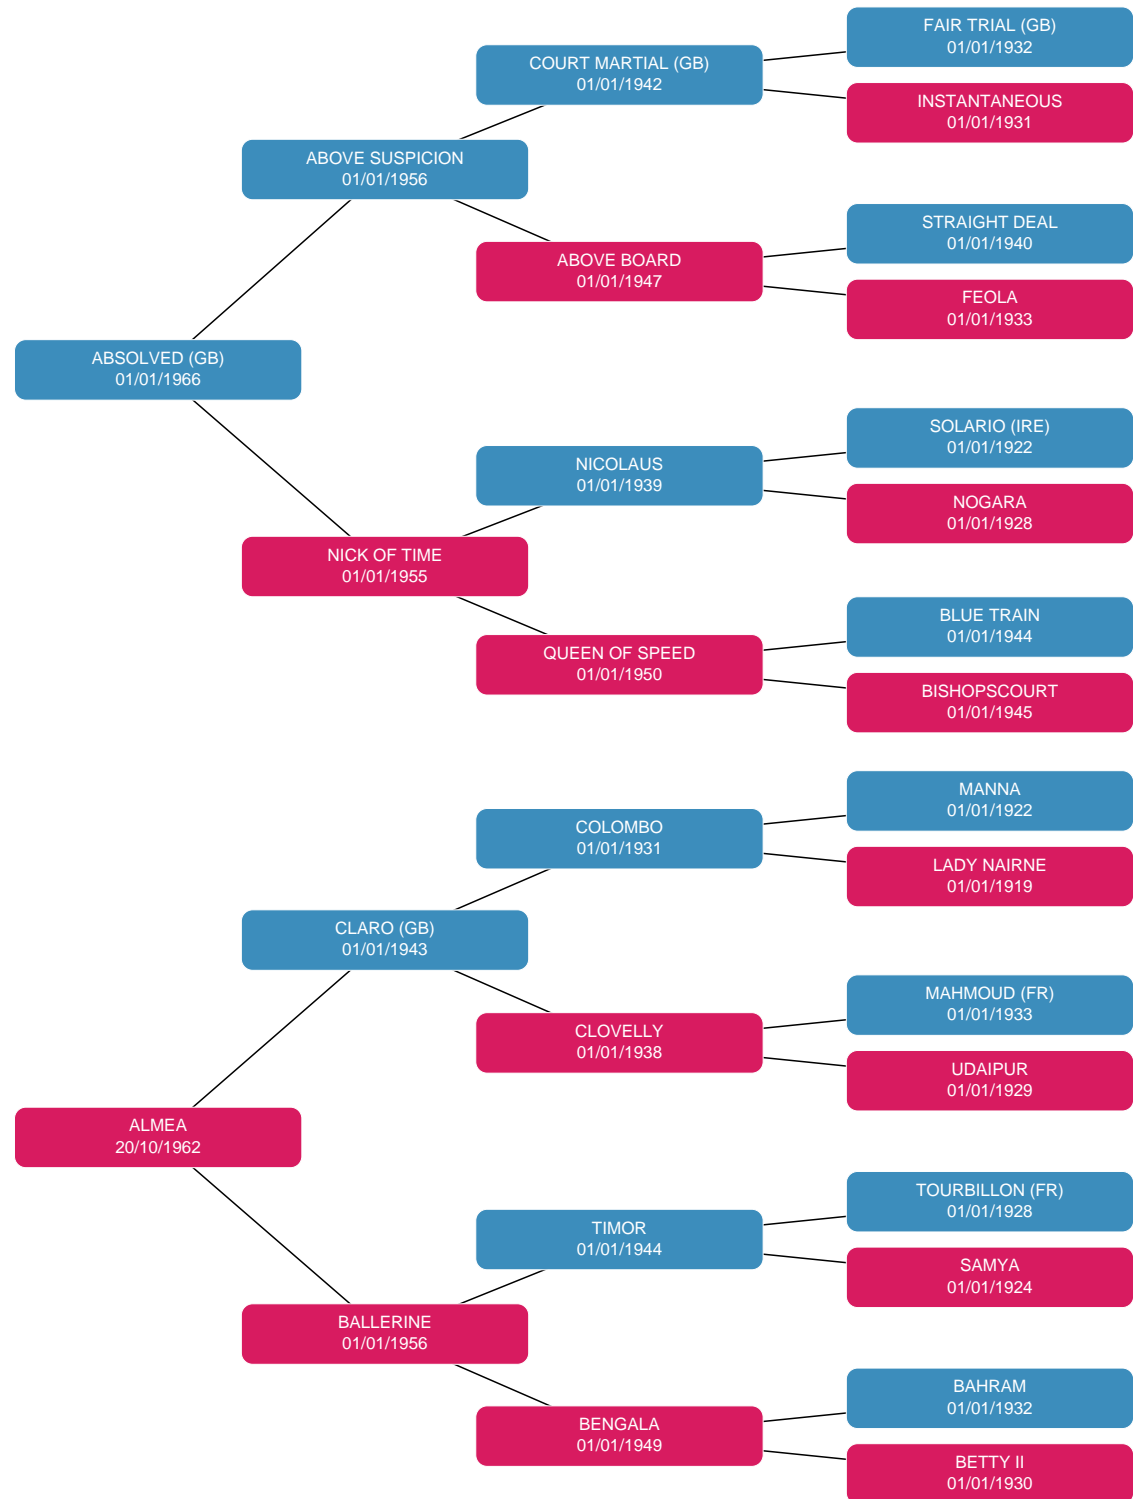 FAIR TRIAL (GB)
01/01/1932
COURT MARTIAL (GB)
01/01/1942
INSTANTANEOUS
01/01/1931
ABOVE SUSPICION
01/01/1956
STRAIGHT DEAL
01/01/1940
ABOVE BOARD
01/01/1947
FEOLA
01/01/1933
ABSOLVED (GB)
01/01/1966
SOLARIO (IRE)
01/01/1922
NICOLAUS
01/01/1939
NOGARA
01/01/1928
NICK OF TIME
01/01/1955
BLUE TRAIN
01/01/1944
QUEEN OF SPEED
01/01/1950
BISHOPSCOURT
01/01/1945
MANNA
01/01/1922
COLOMBO
01/01/1931
LADY NAIRNE
01/01/1919
CLARO (GB)
01/01/1943
MAHMOUD (FR)
01/01/1933
CLOVELLY
01/01/1938
UDAIPUR
01/01/1929
ALMEA
20/10/1962
TOURBILLON (FR)
01/01/1928
TIMOR
01/01/1944
SAMYA
01/01/1924
BALLERINE
01/01/1956
BAHRAM
01/01/1932
BENGALA
01/01/1949
BETTY II
01/01/1930